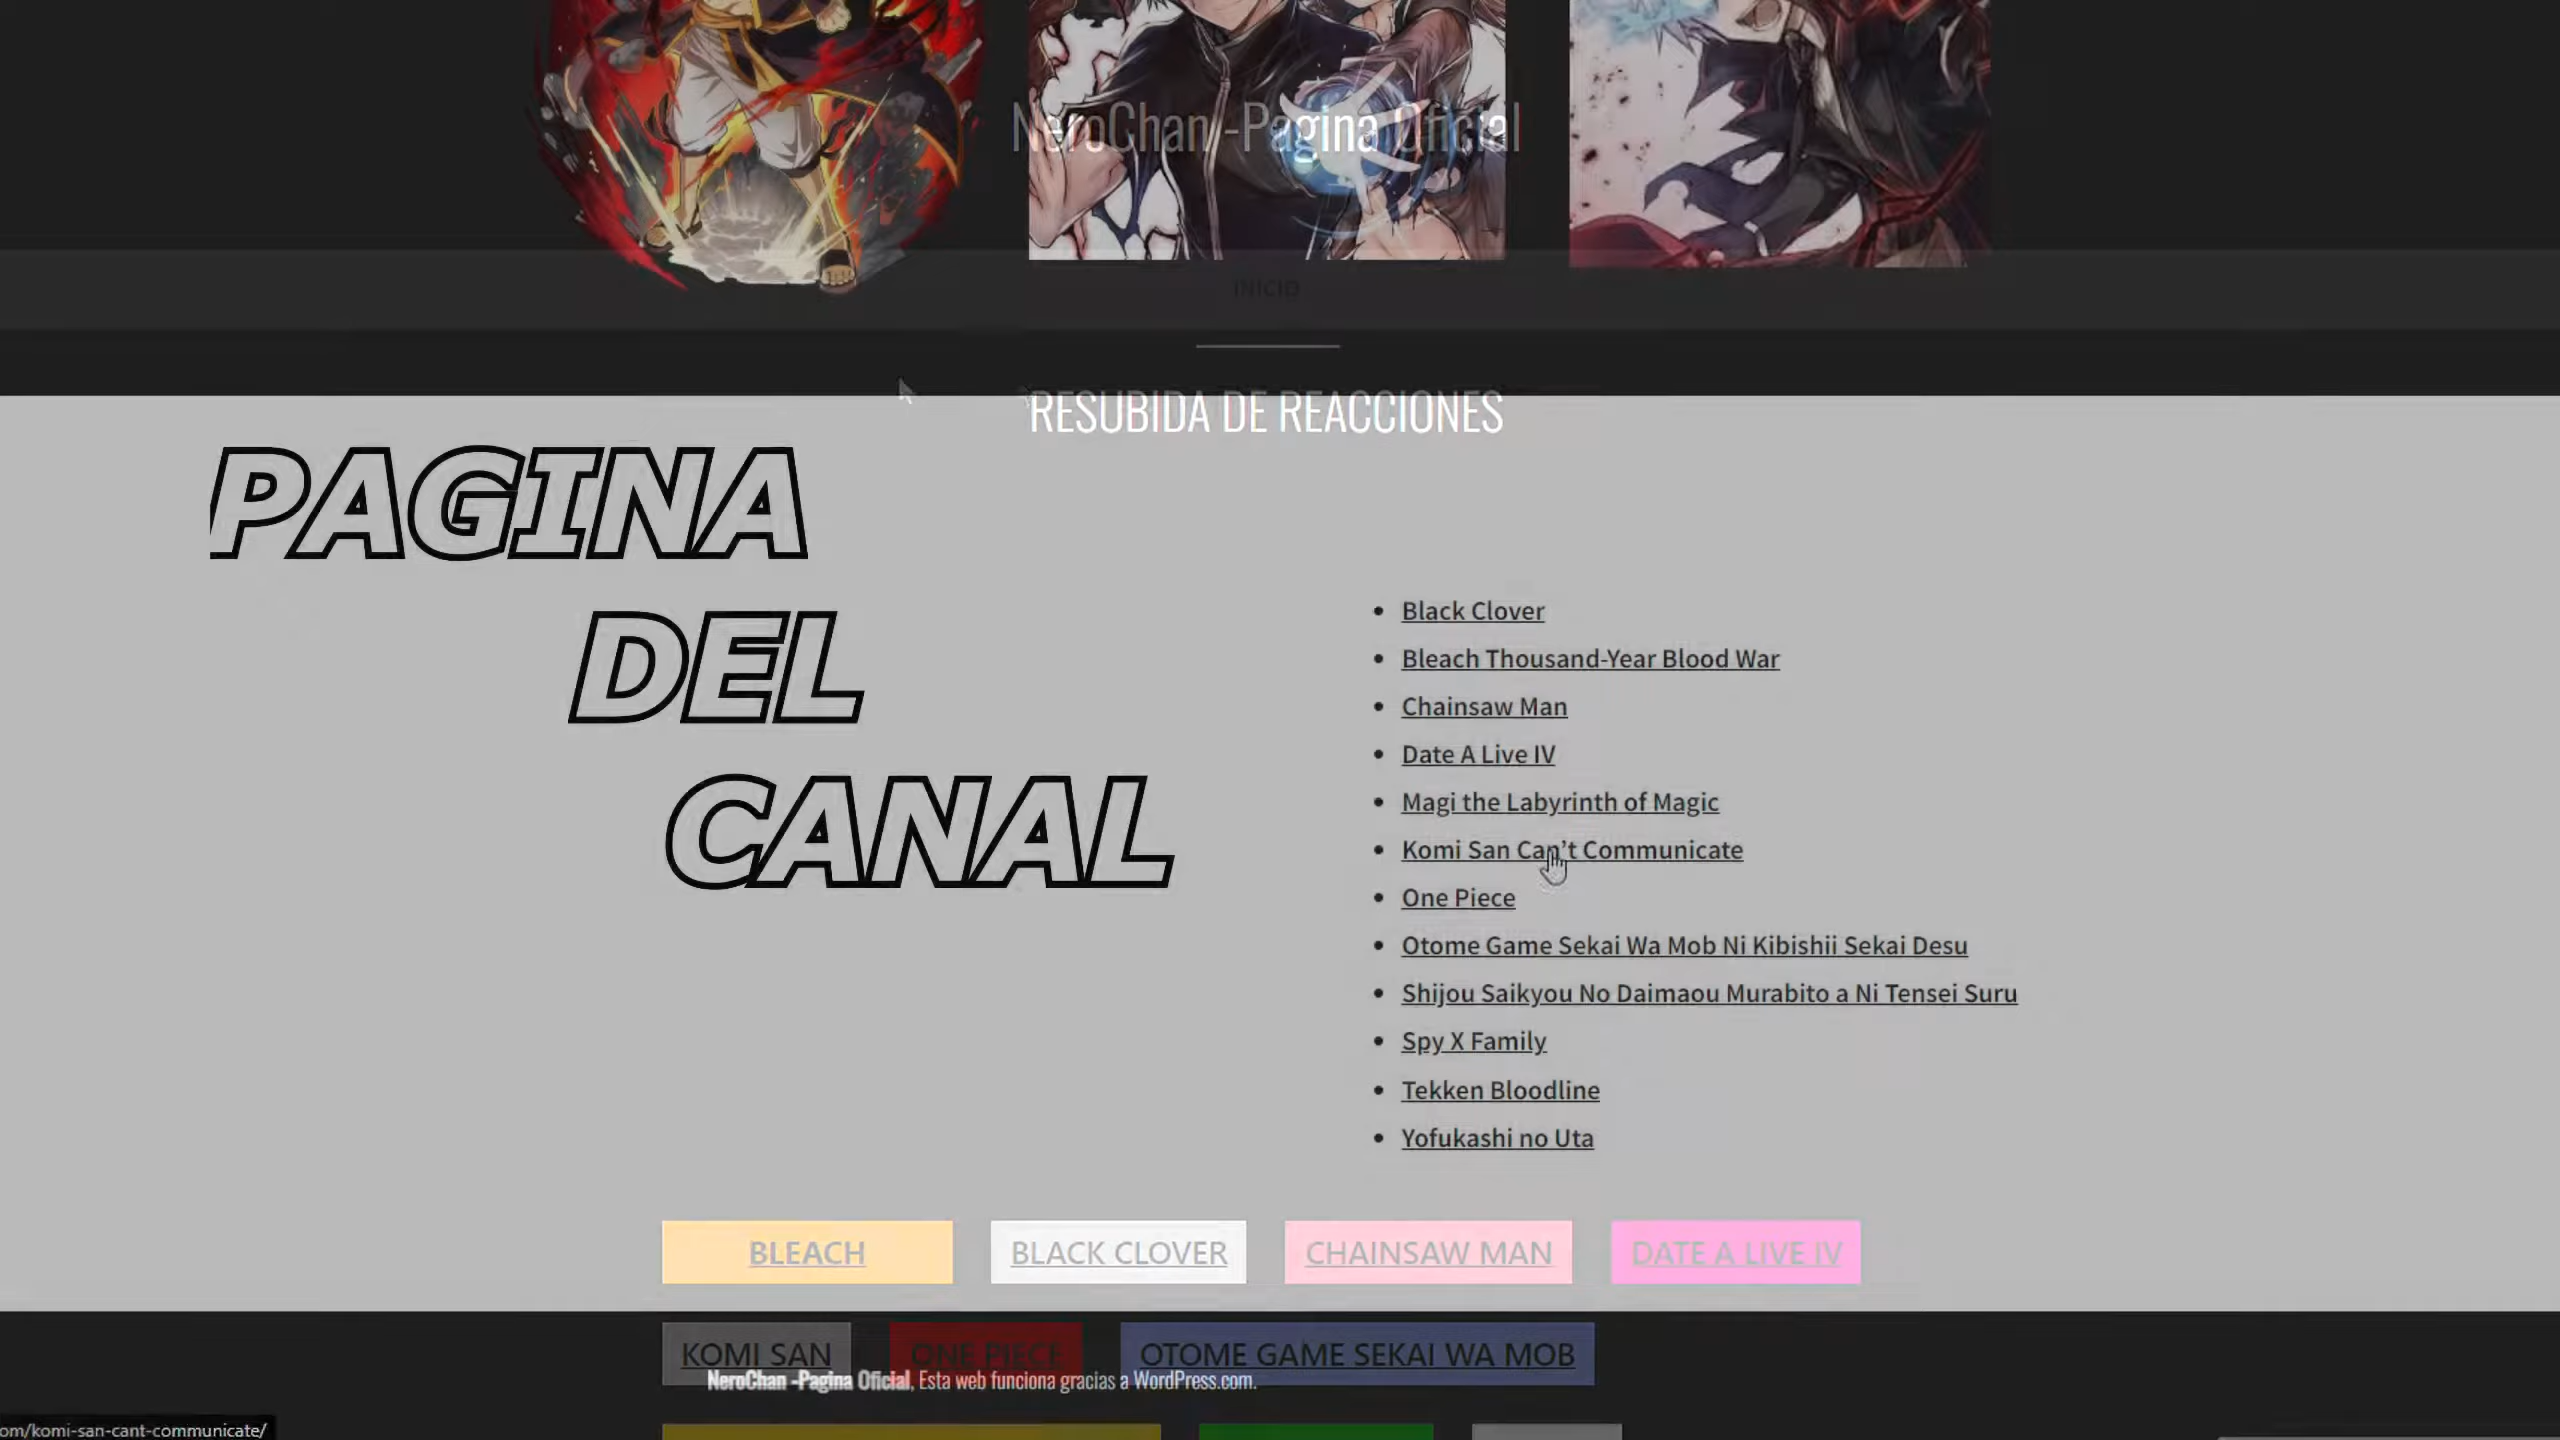 NeroChan -Pagina Oficial
INICIO
RESUBIDA DE REACCIONES
PAGINA
DEL
CANAL
Black Clover
Bleach Thousand-Year Blood War
Chainsaw Man
Date A Live IV
Magi the Labyrinth of Magic
Komi San Can't Communicate
One Piece
Otome Game Sekai Wa Mob Ni Kibishii Sekai Desu
Shijou Saikyou No Daimaou Murabito a Ni Tensei Suru
Spy X Family
Tekken Bloodline
Yofukashi no Uta
BLEACH BLACK CLOVER CHAINSAW MAN DATE A LIVE IV
KOMI SAN ONE PIECE OTOME GAME SEKAI WA MOB
NeroChan -Pagina Oficial, Esta web funciona gracias a WordPress.com.
om/komi-san-cant-communicate/